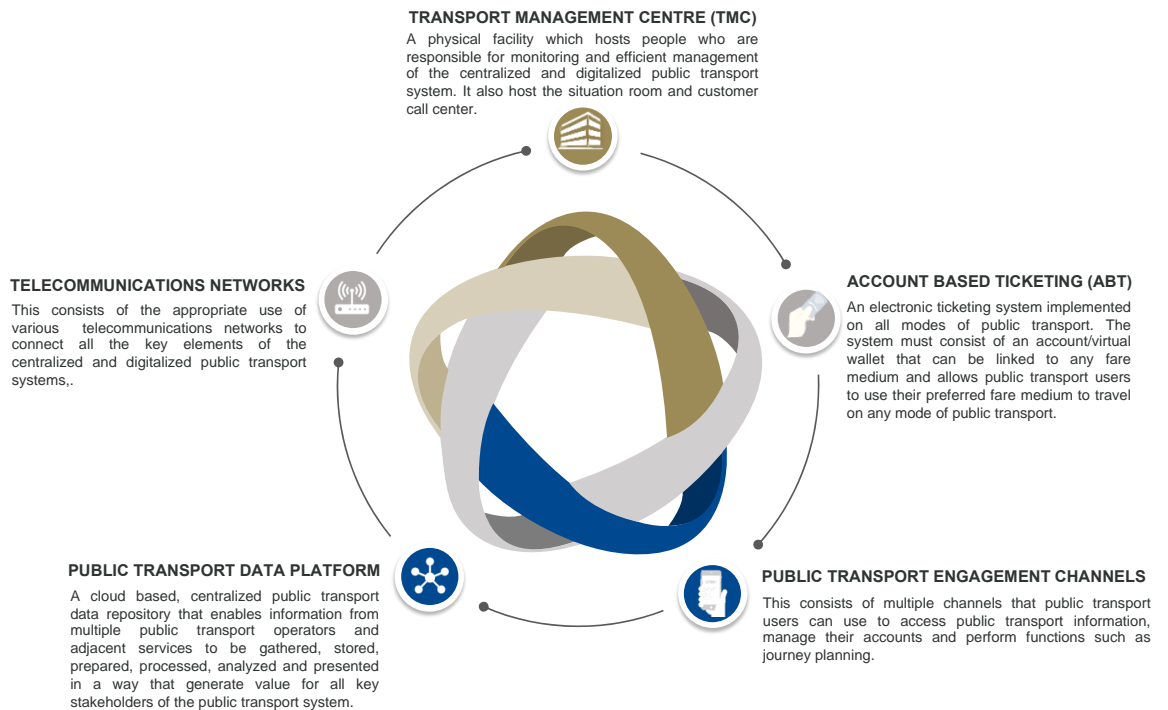 TRANSPORT MANAGEMENT CENTRE (TMC)
A physical facility which hosts people who are
responsible for monitoring and efficient management
of the centralized and digitalized public transport
system. It also host the situation room and customer
call center.
ACCOUNT BASED TICKETING (ABT)
An electronic ticketing system implemented
on all modes of public transport. The
system must consist of an account/virtual
wallet that can be linked to any fare
medium and allows public transport users
to use their preferred fare medium to travel
on any mode of public transport.
PUBLIC TRANSPORT ENGAGEMENT CHANNELS
This consists of multiple channels that public transport
users can use to access public transport information,
manage their accounts and perform functions such as
journey planning.
PUBLIC TRANSPORT DATA PLATFORM
A cloud based, centralized public transport
data repository that enables information from
multiple public transport operators and
adjacent services to be gathered, stored,
prepared, processed, analyzed and presented
in a way that generate value for all key
stakeholders of the public transport system.
TELECOMMUNICATIONS NETWORKS
This consists of the appropriate use of
various telecommunications networks to
connect all the key elements of the
centralized and digitalized public transport
systems,.